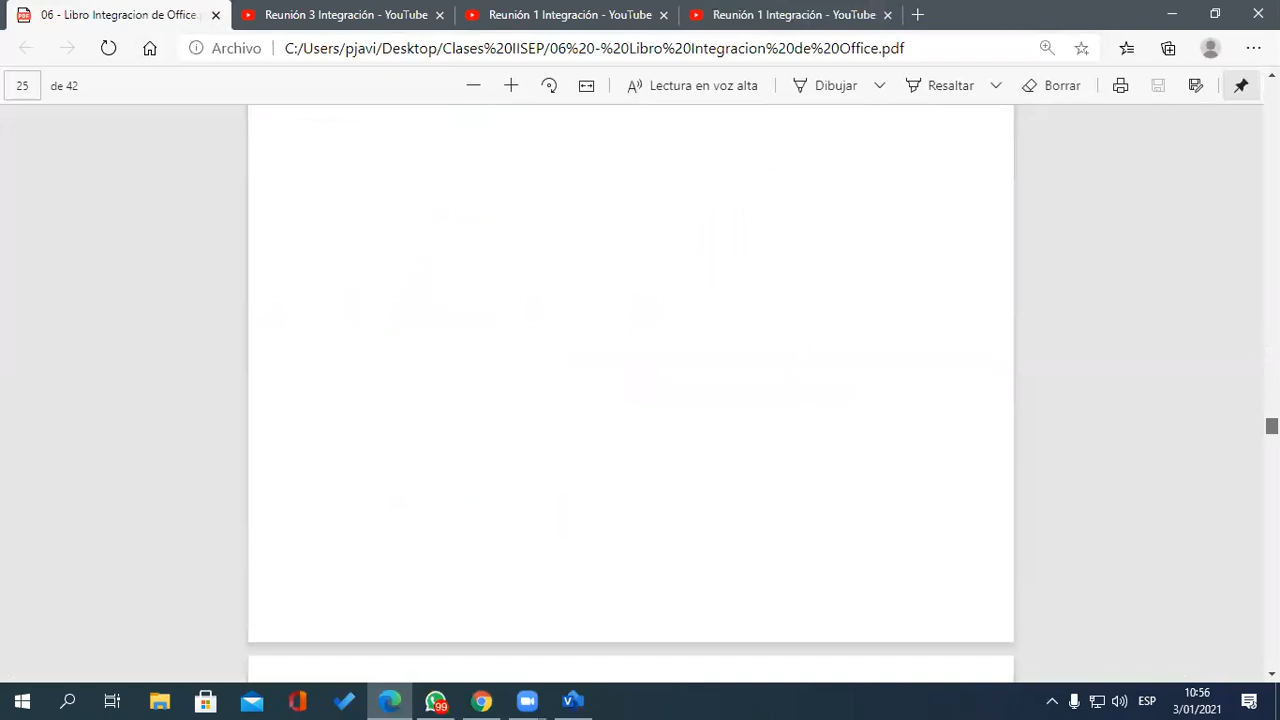 06 - Libro Integracion de Office.p
Reunión 3 Integración - YouTube
Reunión 1 Integración - YouTube
Reunión 1 Integración - YouTube
Archivo
C:/Users/pjavi/Desktop/Clases%20IISEP/06%20-%20Libro%20Integracion%20de%20Office.pdf
25 de 42
Lectura en voz alta
Dibujar
Resaltar
Borrar
99
ESP
10:56
3/01/2021